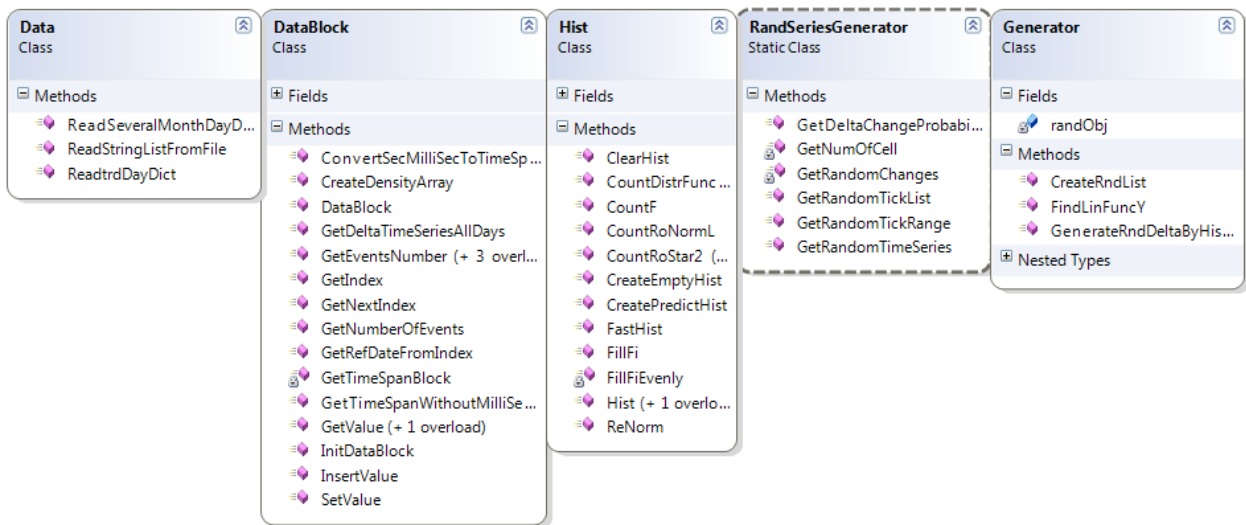 Data
Class
Methods
ReadSeveralMonthDayD...
ReadStringListFromFile
ReadtrdDayDict
DataBlock
Class
Fields
Methods
ConvertSecMilliSecToTimeSp...
CreateDensityArray
DataBlock
GetDeltaTimeSeriesAllDays
GetEventsNumber (+ 3 overl...
GetIndex
GetNextIndex
GetNumberOfEvents
GetRefDateFromIndex
GetTimeSpanBlock
GetTimeSpanWithoutMilliSe...
GetValue (+ 1 overload)
InitDataBlock
InsertValue
SetValue
Hist
Class
Fields
Methods
ClearHist
CountDistrFunc ...
CountF
CountRoNormL
CountRoStar2 (...
CreateEmptyHist
CreatePredictHist
FastHist
FillFi
FillFiEvenly
Hist (+ 1 overlo...
ReNorm
RandSeriesGenerator
Static Class
Methods
GetDeltaChangeProbabi...
GetNumOfCell
GetRandomChanges
GetRandomTickList
GetRandomTickRange
GetRandomTimeSeries
Generator
Class
Fields
randObj
Methods
CreateRndList
FindLinFuncY
GenerateRndDeltaByHis...
Nested Types